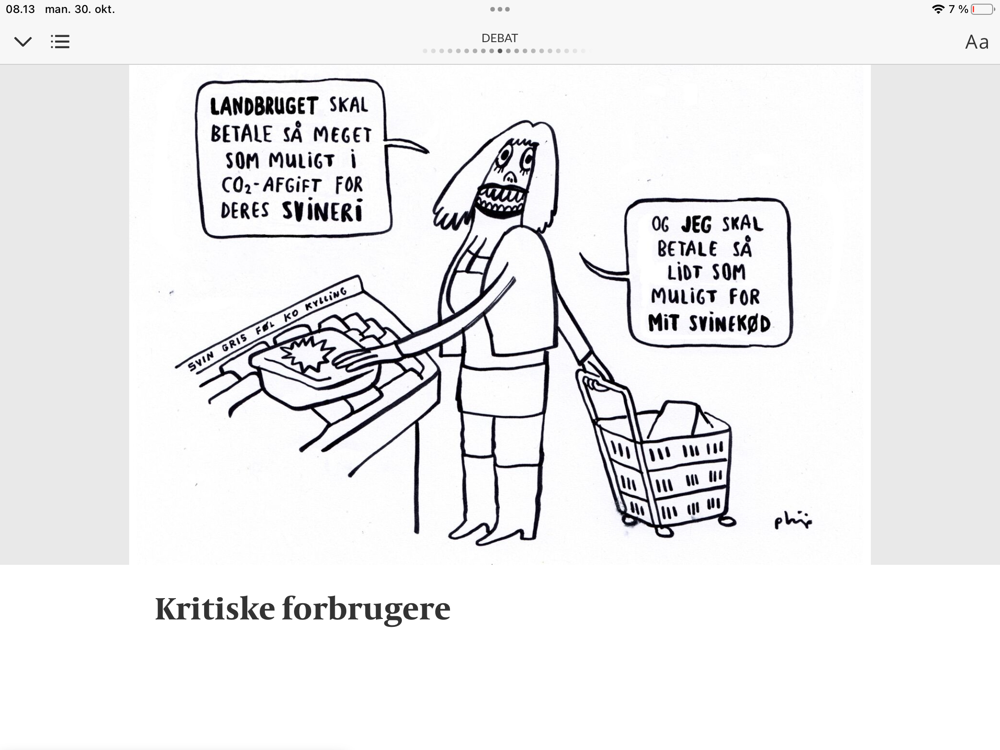 08.13 man. 30. okt.
7 %
DEBAT
Aa
LANDBRUGET SKAL
BETALE SÅ MEGET
SOM MULIGT I
CO₂-AFGIFT FOR
DERES SVINERI
OG JEG SKAL
BETALE SÅ
LIDT SOM
MULIGT FOR
MIT SVINEKØD
SVIN GRIS FØL KO KYLLING
Kritiske forbrugere